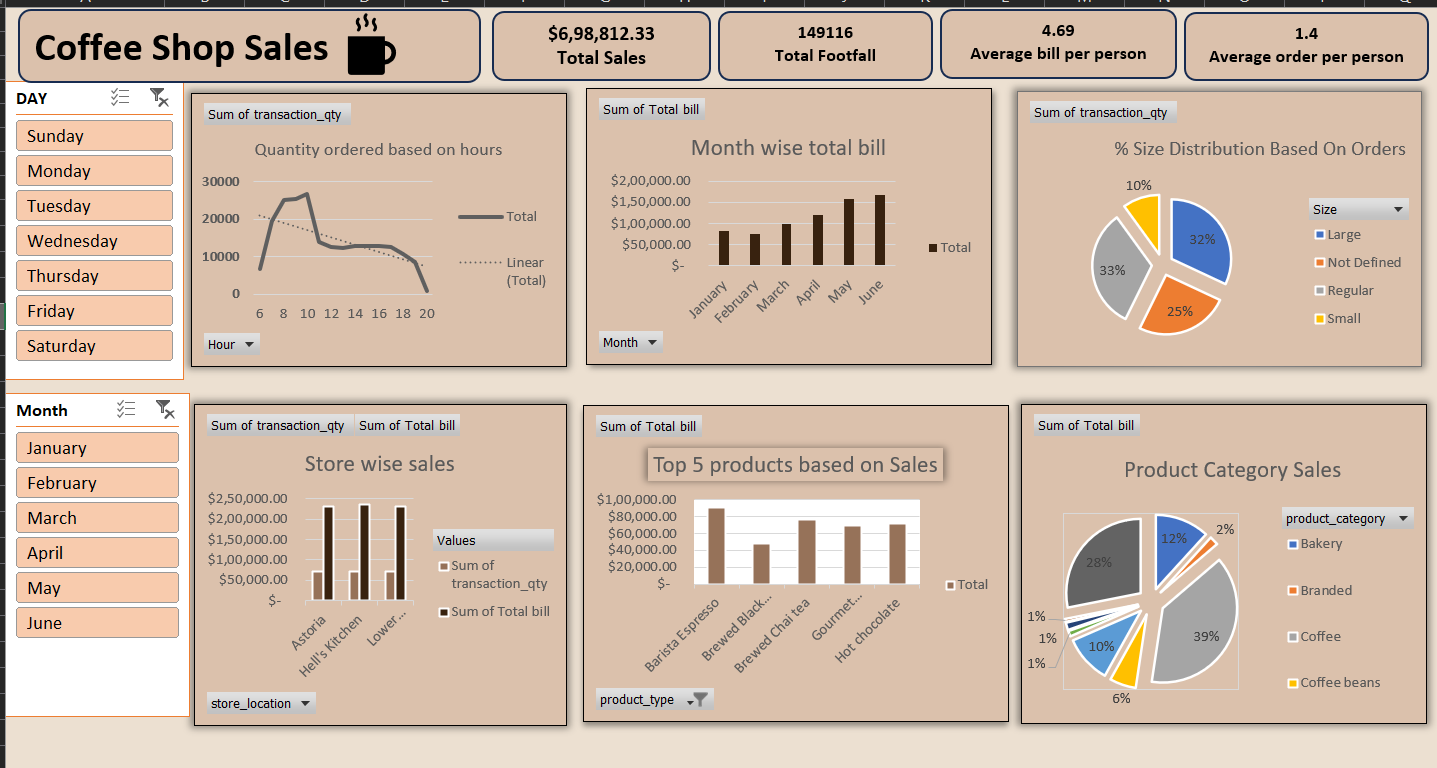 Coffee Shop Sales
$6,98,812.33
Total Sales
149116
Total Footfall
4.69
Average bill per person
1.4
Average order per person
DAY
Sunday
Monday
Tuesday
Wednesday
Thursday
Friday
Saturday
Sum of transaction_qty
Quantity ordered based on hours
30000
20000
10000
0
6 8 10 12 14 16 18 20
Total
Linear
(Total)
Hour
Sum of Total bill
Month wise total bill
$2,00,000.00
$1,50,000.00
$1,00,000.00
$50,000.00
$-
January
February
March
April
May
June
Total
Month
Sum of transaction_qty
% Size Distribution Based On Orders
10%
32%
33%
25%
Size
Large
Not Defined
Regular
Small
Month
January
February
March
April
May
June
Sum of transaction_qty Sum of Total bill
Store wise sales
$2,50,000.00
$2,00,000.00
$1,50,000.00
$1,00,000.00
$50,000.00
$-
Astoria
Hell's Kitchen
Lower...
Values
Sum of
transaction_qty
Sum of Total bill
store_location
Sum of Total bill
Top 5 products based on Sales
$1,00,000.00
$80,000.00
$60,000.00
$40,000.00
$20,000.00
$-
Barista Espresso
Brewed Black...
Brewed Chai tea
Gourmet...
Hot chocolate
Total
product_type
Sum of Total bill
Product Category Sales
12%
2%
28%
39%
1%
1%
1%
10%
6%
product_category
Bakery
Branded
Coffee
Coffee beans